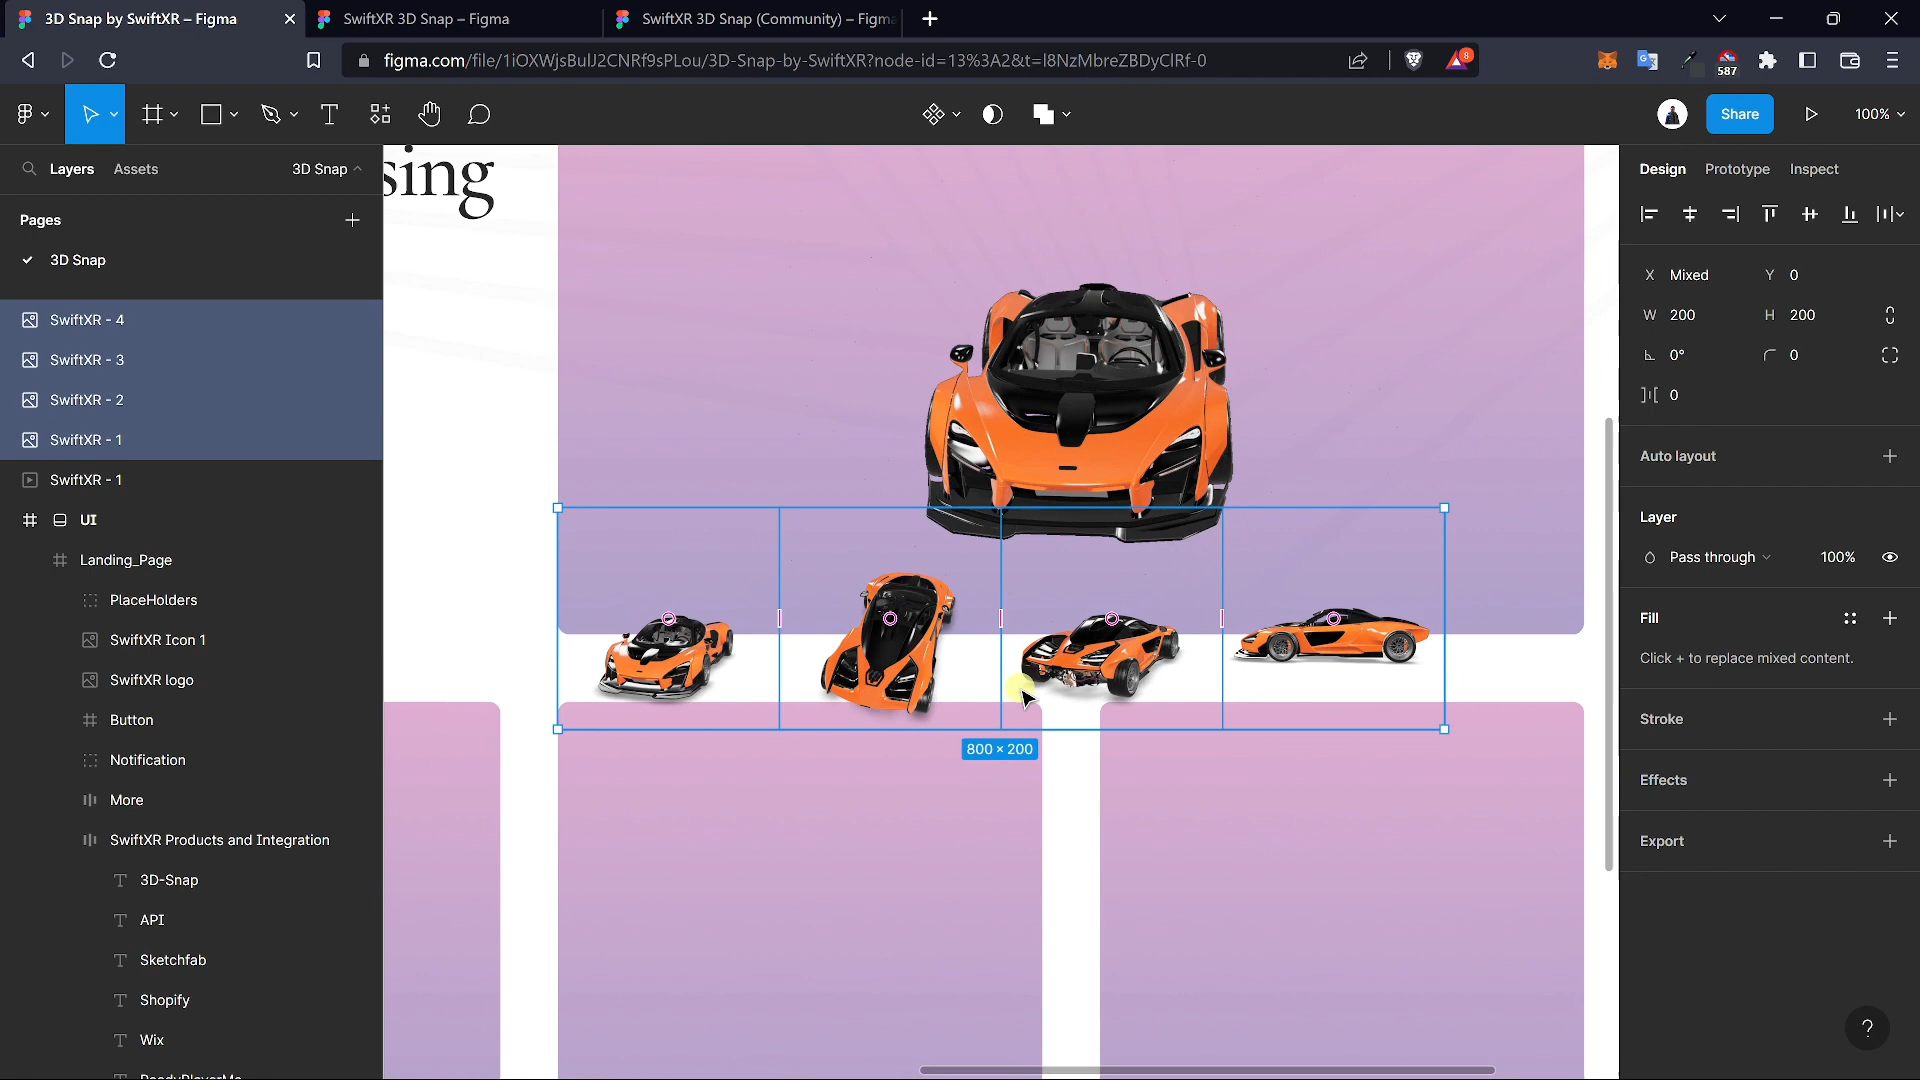 3D Snap by SwiftXR – Figma
SwiftXR 3D Snap – Figma
SwiftXR 3D Snap (Community) – Figma
figma.com/file/1iOXWjsBulJ2CNRf9sPLou/3D-Snap-by-SwiftXR?node-id=13%3A2&t=l8NzMbreZBDyClRf-0
8
587
Share
100%
Layers
Assets
3D Snap
Pages
3D Snap
SwiftXR - 4
SwiftXR - 3
SwiftXR - 2
SwiftXR - 1
SwiftXR - 1
UI
Landing_Page
PlaceHolders
SwiftXR Icon 1
SwiftXR logo
Button
Notification
More
SwiftXR Products and Integration
3D-Snap
API
Sketchfab
Shopify
Wix
ReadyPlayerMe
sing
800 × 200
Design
Prototype
Inspect
X Mixed
Y 0
W 200
H 200
0°
0
0
Auto layout
Layer
Pass through
100%
Fill
Click + to replace mixed content.
Stroke
Effects
Export
?